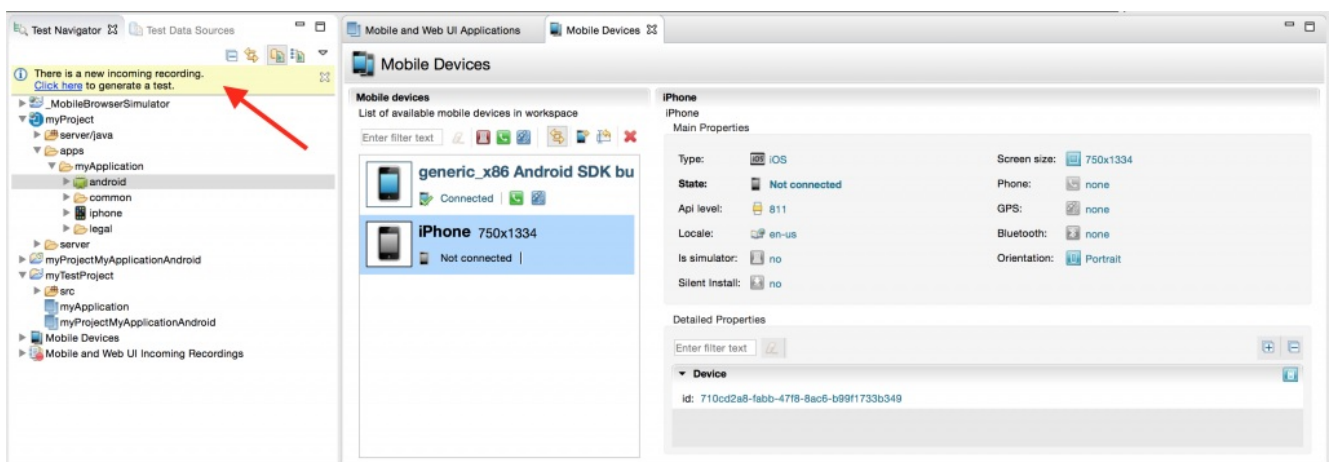 Test Navigator
Test Data Sources
There is a new incoming recording.
Click here to generate a test.
_MobileBrowserSimulator
myProject
server/java
apps
myApplication
android
common
iphone
legal
server
myProjectMyApplicationAndroid
myTestProject
src
myApplication
myProjectMyApplicationAndroid
Mobile Devices
Mobile and Web UI Incoming Recordings
Mobile and Web UI Applications
Mobile Devices
Mobile Devices
Mobile devices
List of available mobile devices in workspace
Enter filter text
generic_x86 Android SDK bu
Connected
iPhone 750x1334
Not connected
iPhone
iPhone
Main Properties
Type: iOS iOS
Screen size: 750x1334
State: Not connected
Phone: none
Api level: 811
GPS: none
Locale: en-us
Bluetooth: none
Is simulator: no
Orientation: Portrait
Silent Install: no
Detailed Properties
Enter filter text
Device
id: 710cd2a8-fabb-47f8-8ac6-b99f1733b349